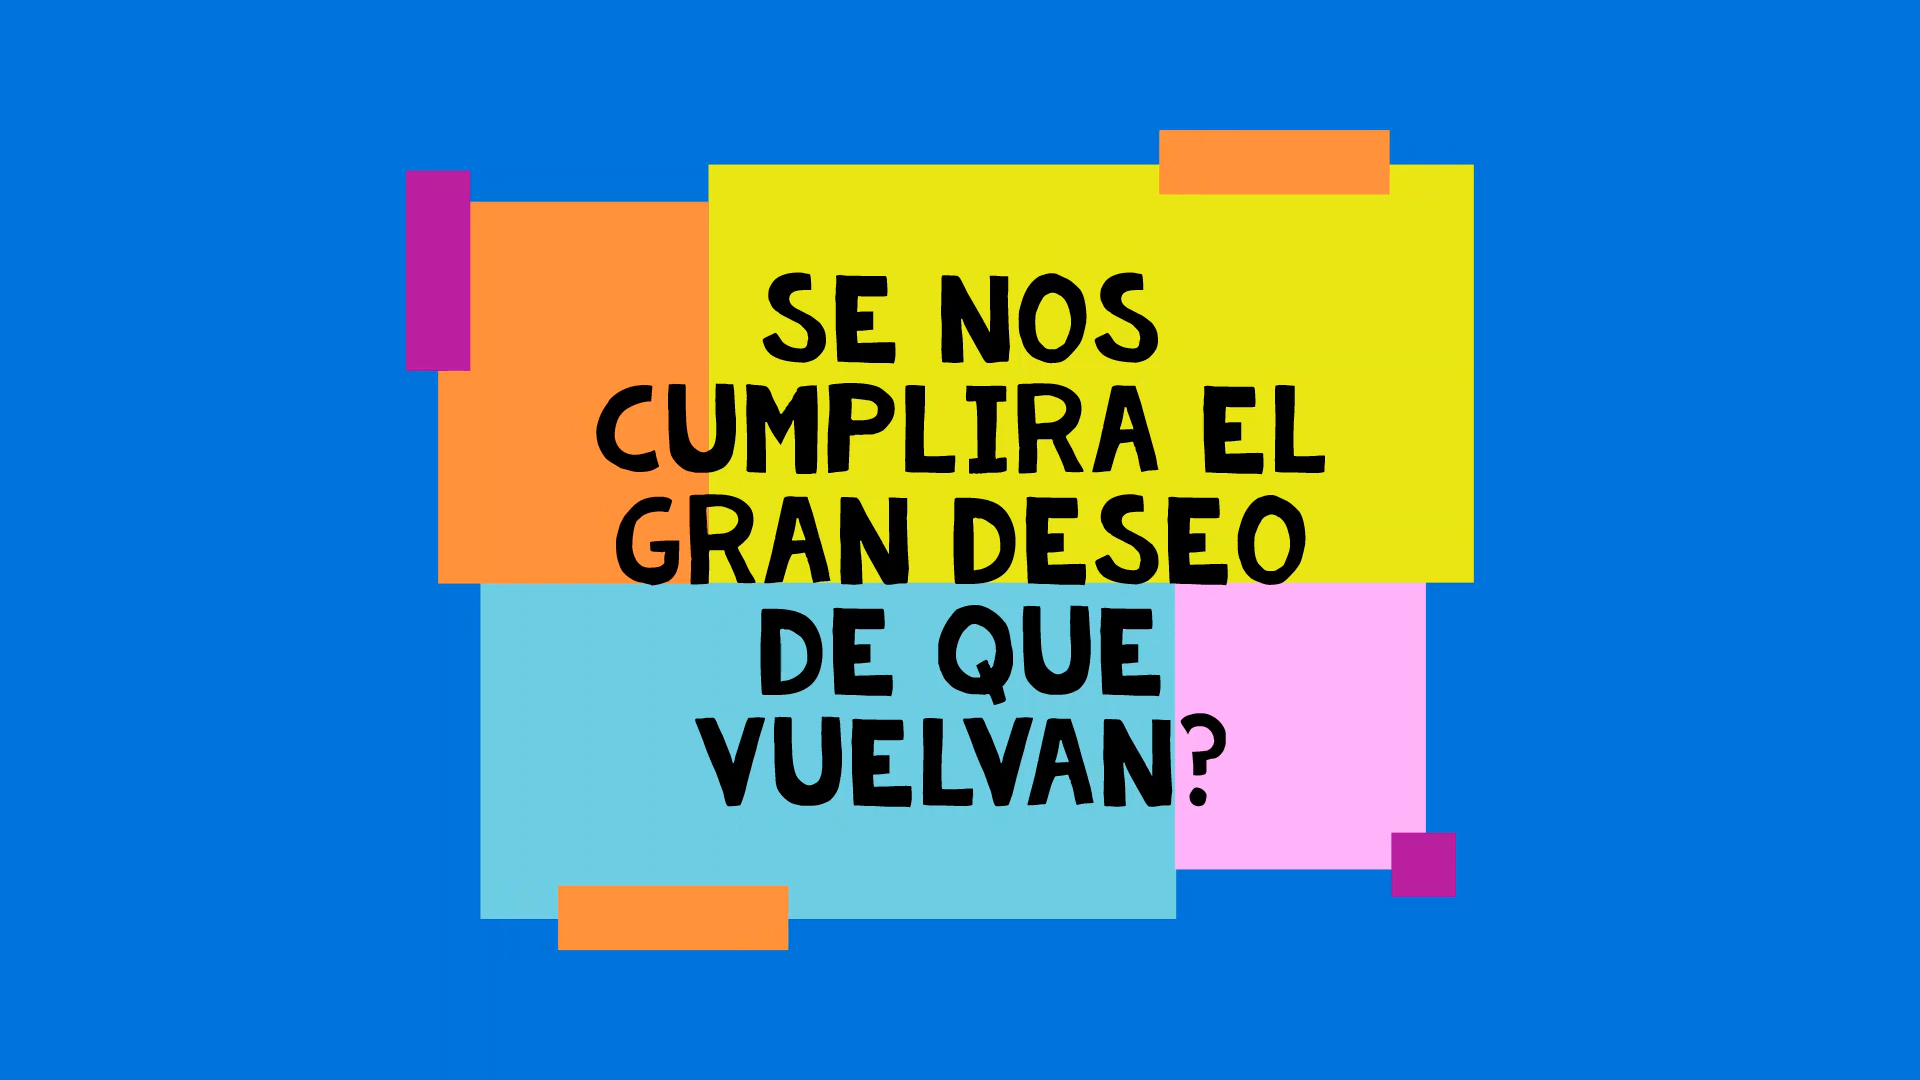 SE NOS
CUMPLIRA EL
GRAN DESEO
DE QUE
VUELVAN?